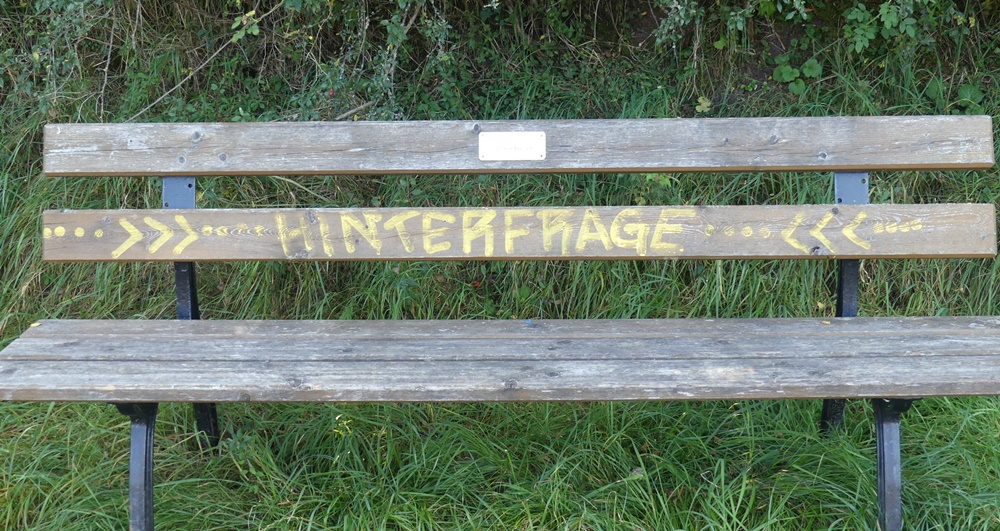 >>> HINTERFRAGE <<<